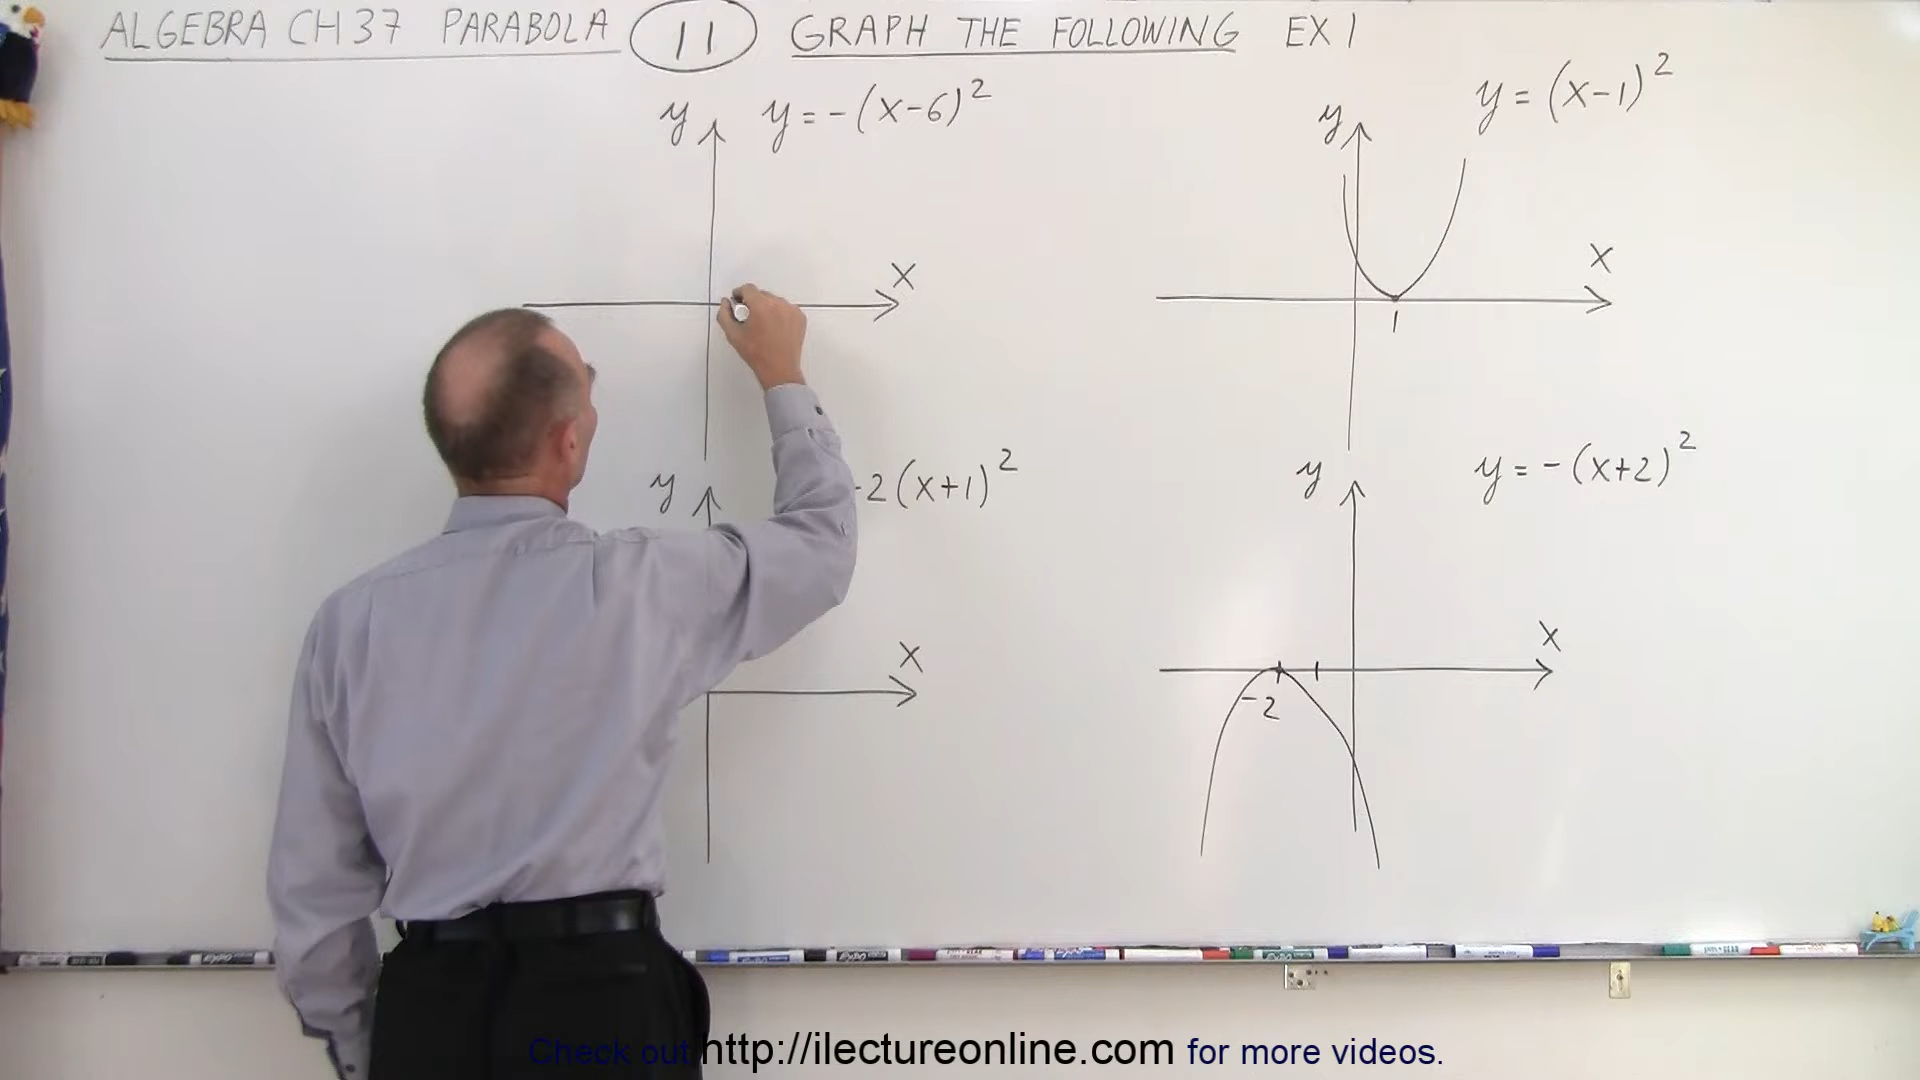 ALGEBRA CH 37 PARABOLA 11 GRAPH THE FOLLOWING EX 1
y y = -(x-6)²
x
y y = (x-1)²
x
1
y -2(x+1)²
x
y y = -(x+2)²
x
-2
Check out http://ilectureonline.com for more videos.